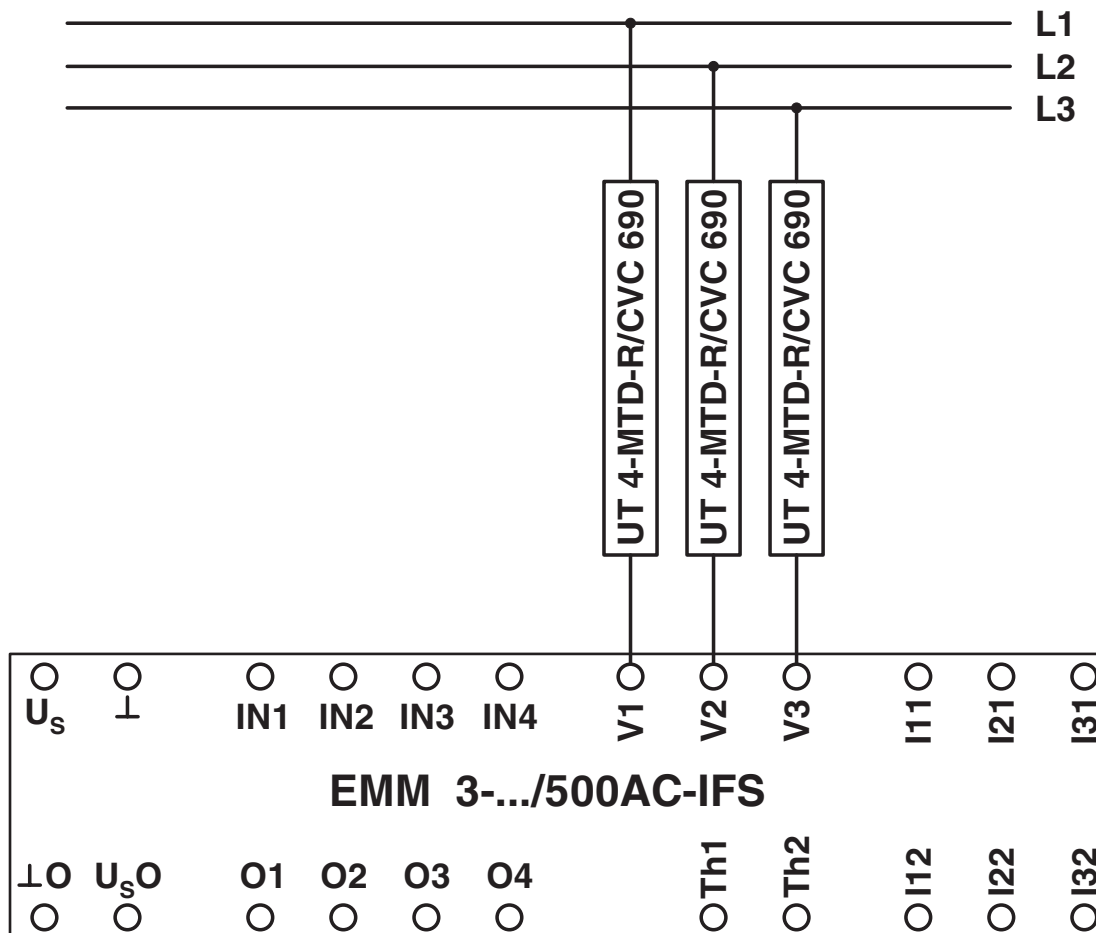 L1
L2
L3
UT 4-MTD-R/CVC 690
UT 4-MTD-R/CVC 690
UT 4-MTD-R/CVC 690
US ⊥ IN1 IN2 IN3 IN4 V1 V2 V3 I11 I21 I31
EMM 3-.../500AC-IFS
⊥O USO O1 O2 O3 O4 Th1 Th2 I12 I22 I32